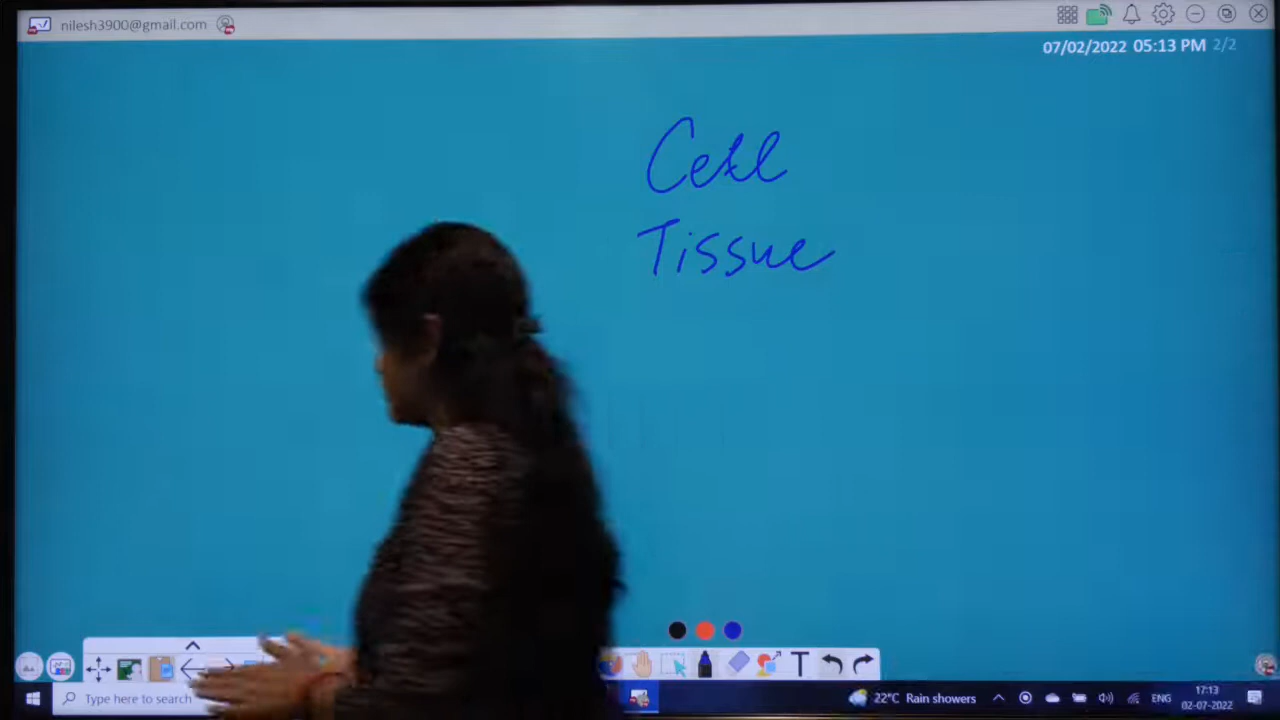 nilesh3900@gmail.com
07/02/2022 05:13 PM 2/2
Cell
Tissue
T
Type here to search
22°C Rain showers
ENG
17:13
02-07-2022